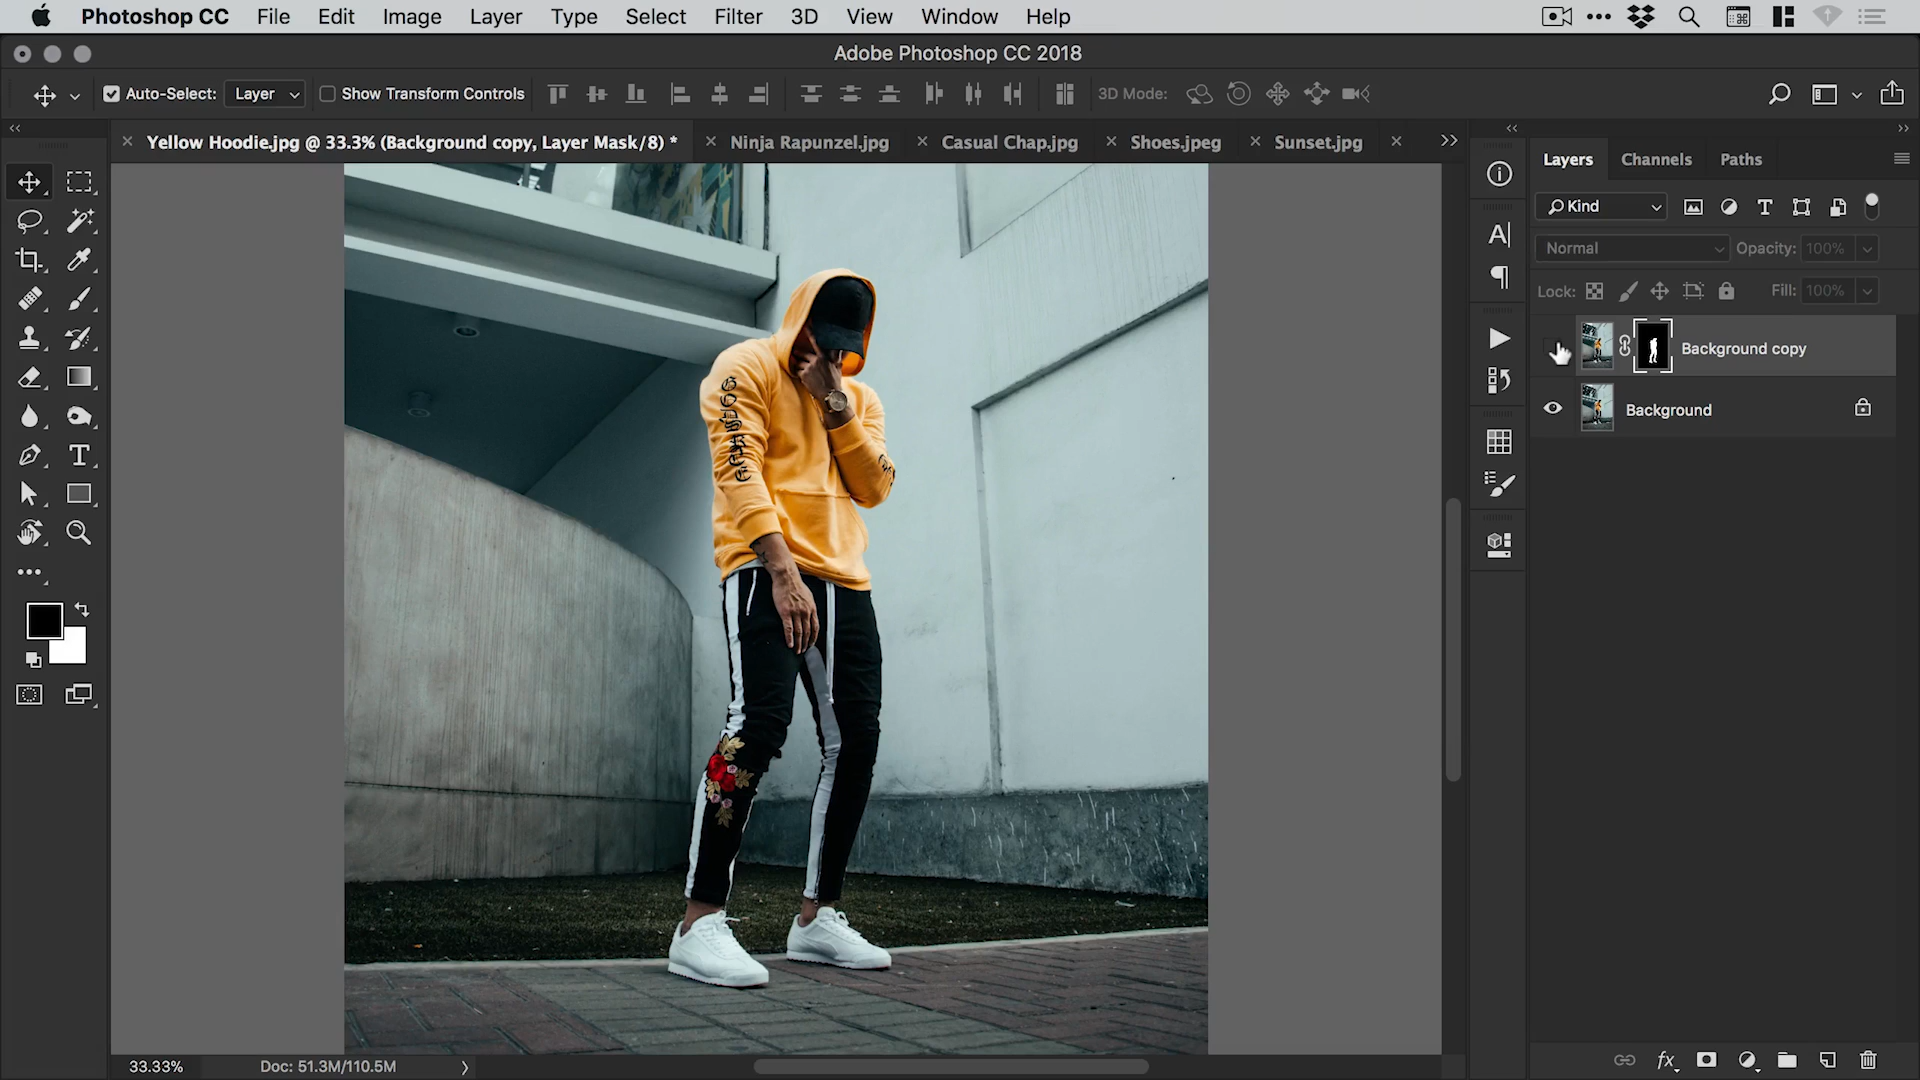 Photoshop CC File Edit Image Layer Type Select Filter 3D View Window Help
Adobe Photoshop CC 2018
Auto-Select: Layer Show Transform Controls 3D Mode:
Yellow Hoodie.jpg @ 33.3% (Background copy, Layer Mask/8) * Ninja Rapunzel.jpg Casual Chap.jpg Shoes.jpeg Sunset.jpg
Layers Channels Paths
Kind
Normal Opacity: 100%
Lock: Fill: 100%
Background copy
Background
33.33% Doc: 51.3M/110.5M